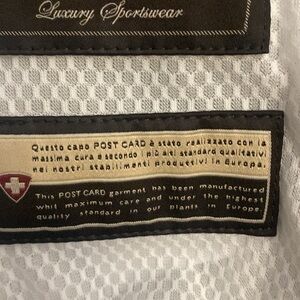 Luxury Sportswear
Questo capo POST CARD è stato realizzato con la
massima cura e secondo i più alti standard qualitativi
nei nostri stabilimenti produttivi in Europa.
This POST CARD garment has been manufactured
whit maximum care and under the highest
quality standard in our plants in Europe.